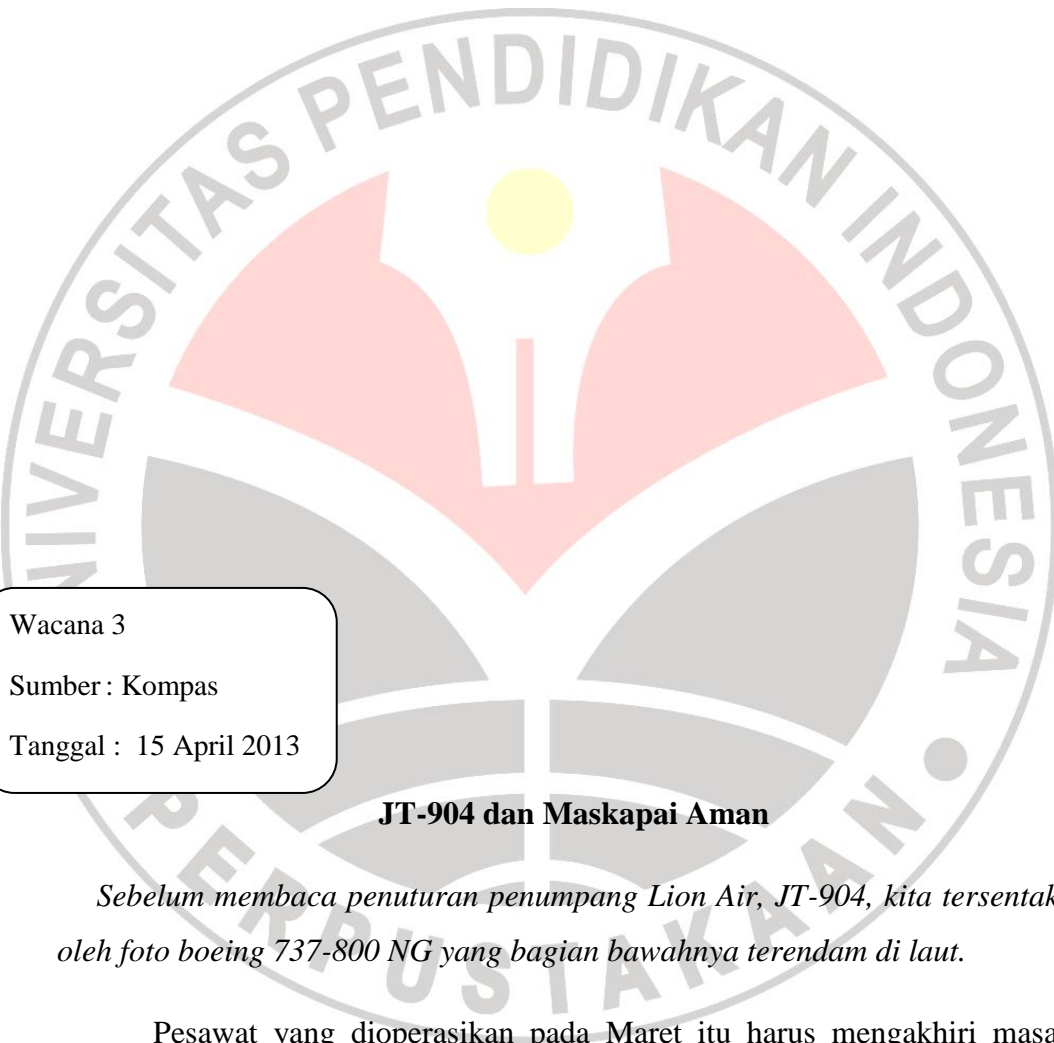 UNIVERSITAS PENDIDIKAN INDONESIA
PERPUSTAKAAN
Wacana 3
Sumber : Kompas
Tanggal : 15 April 2013
JT-904 dan Maskapai Aman
Sebelum membaca penuturan penumpang Lion Air, JT-904, kita tersentak
oleh foto boeing 737-800 NG yang bagian bawahnya terendam di laut.
Pesawat yang dioperasikan pada Maret itu harus mengakhiri masa